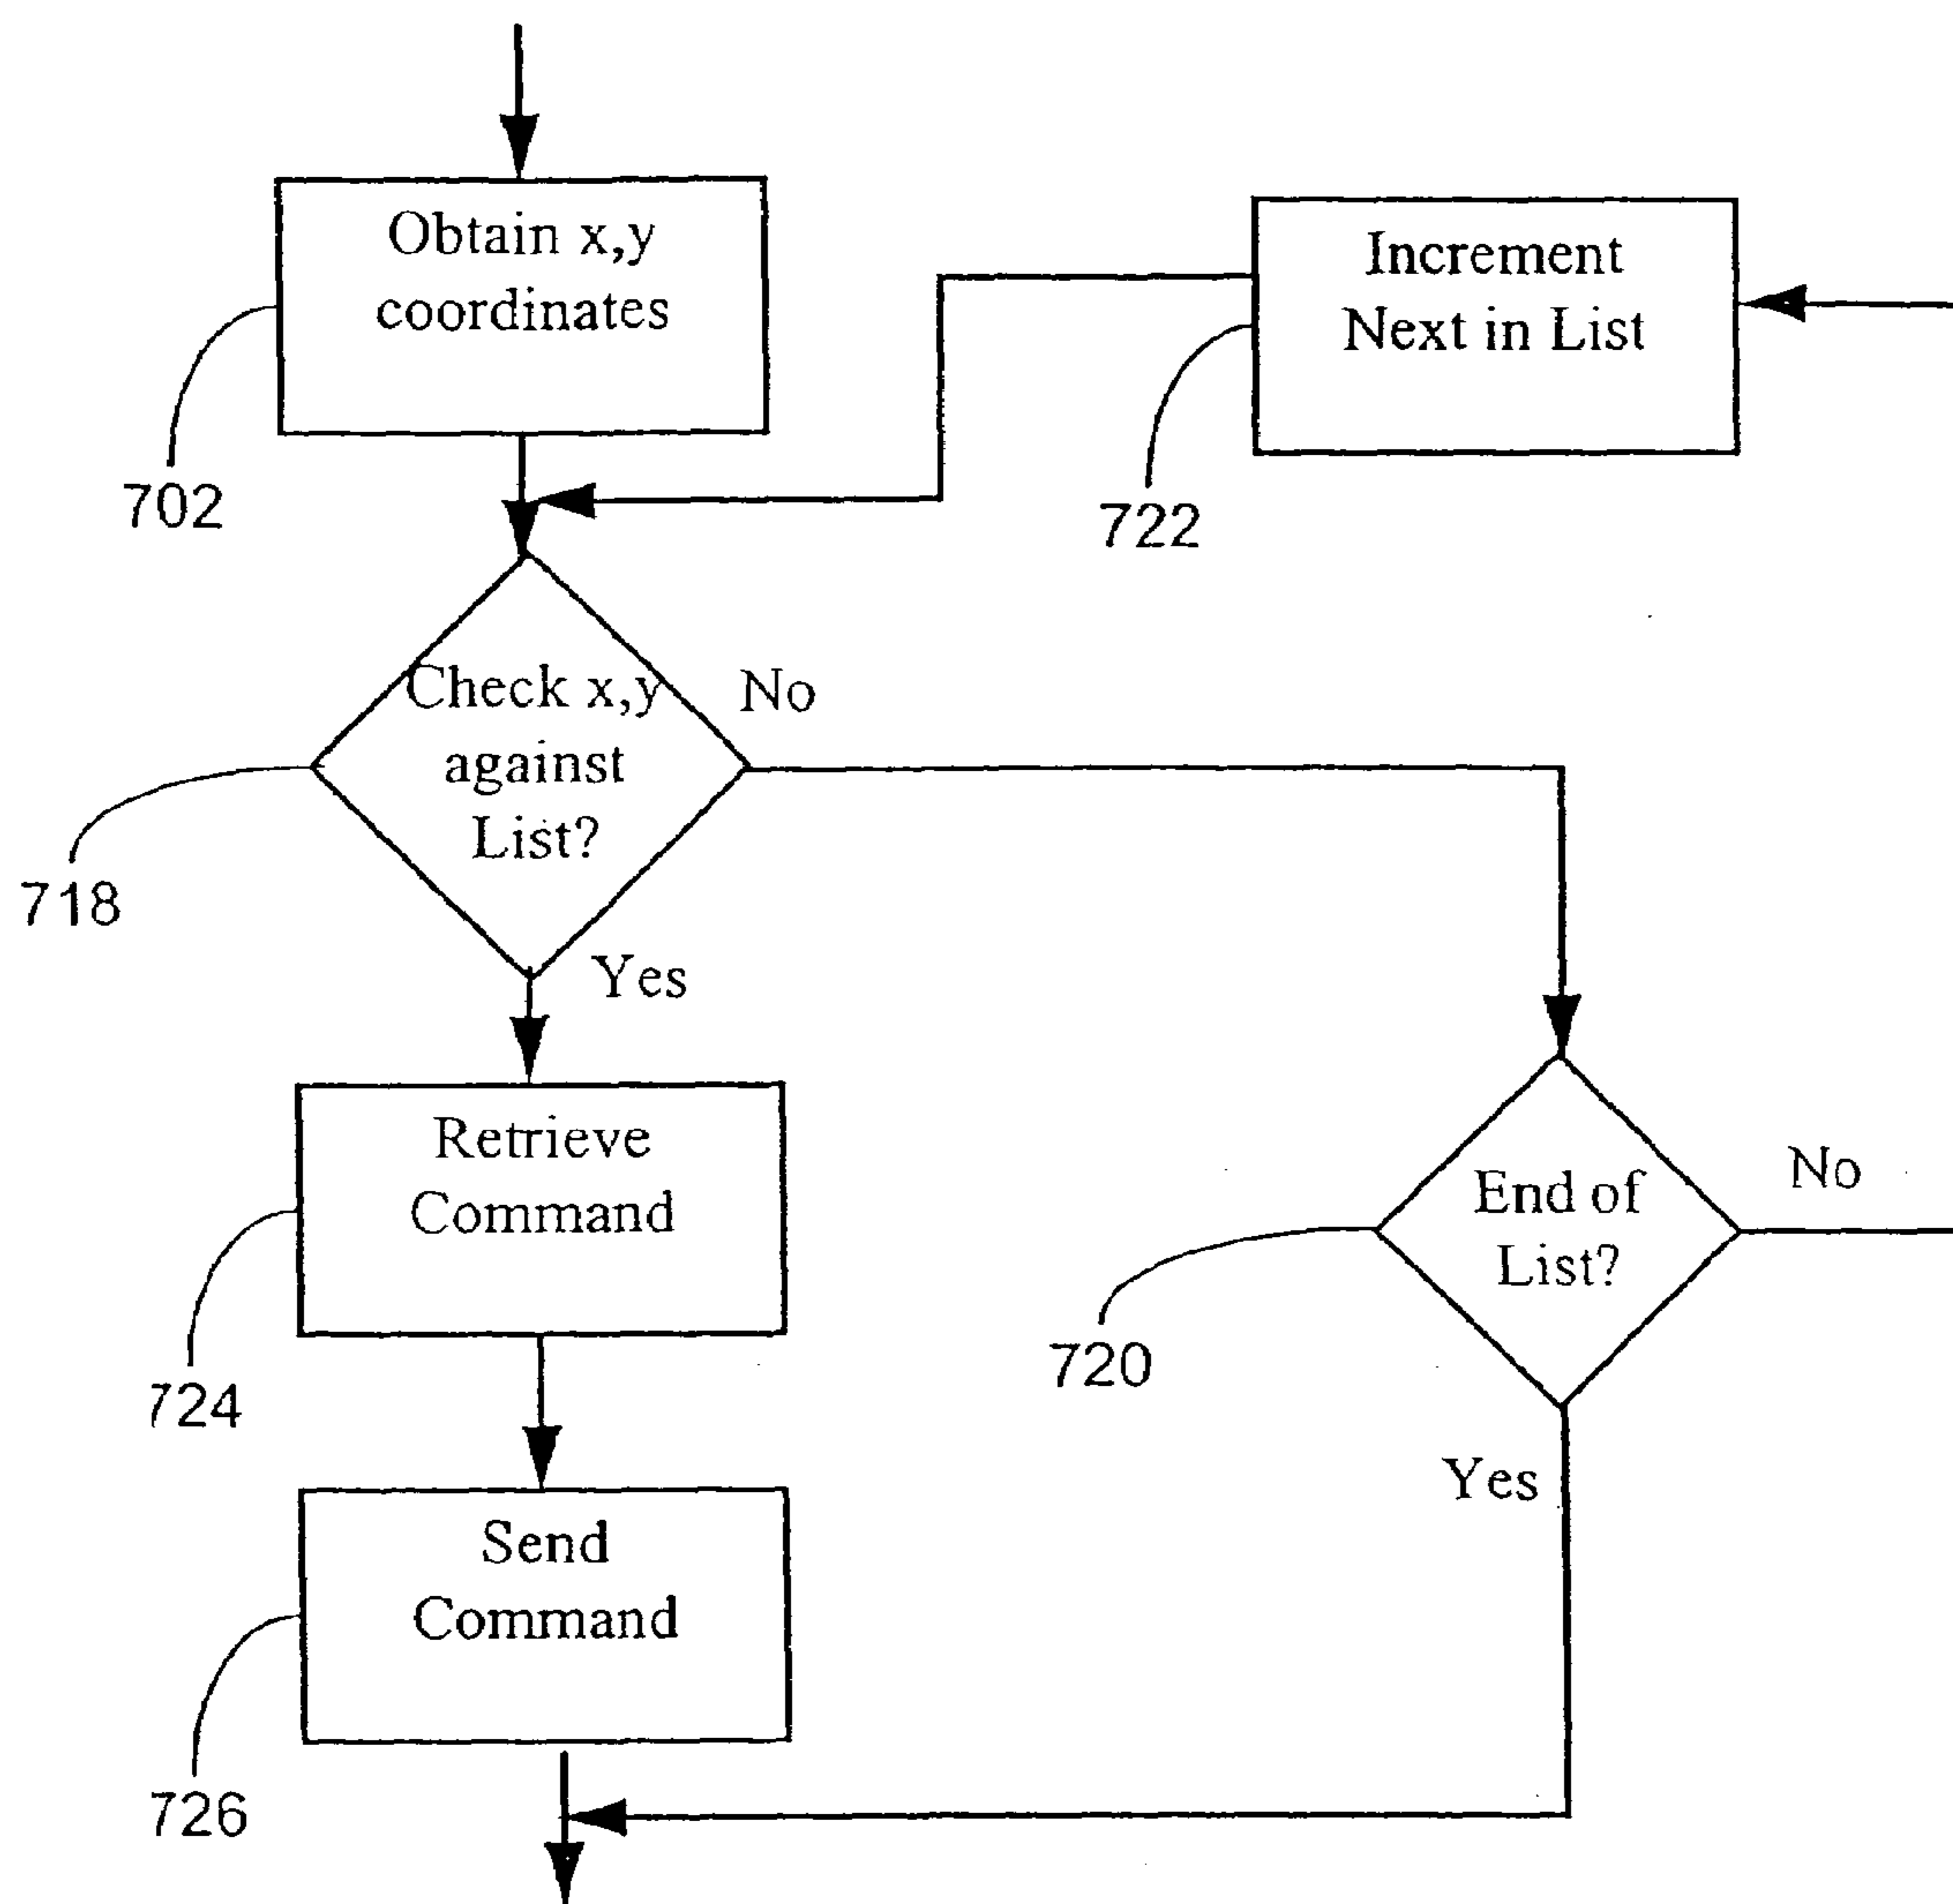 Obtain x,y
coordinates
702
Increment
Next in List
722
Check x,y
against
List?
No
718
Yes
Retrieve
Command
724
End of
List?
No
720
Yes
Send
Command
726